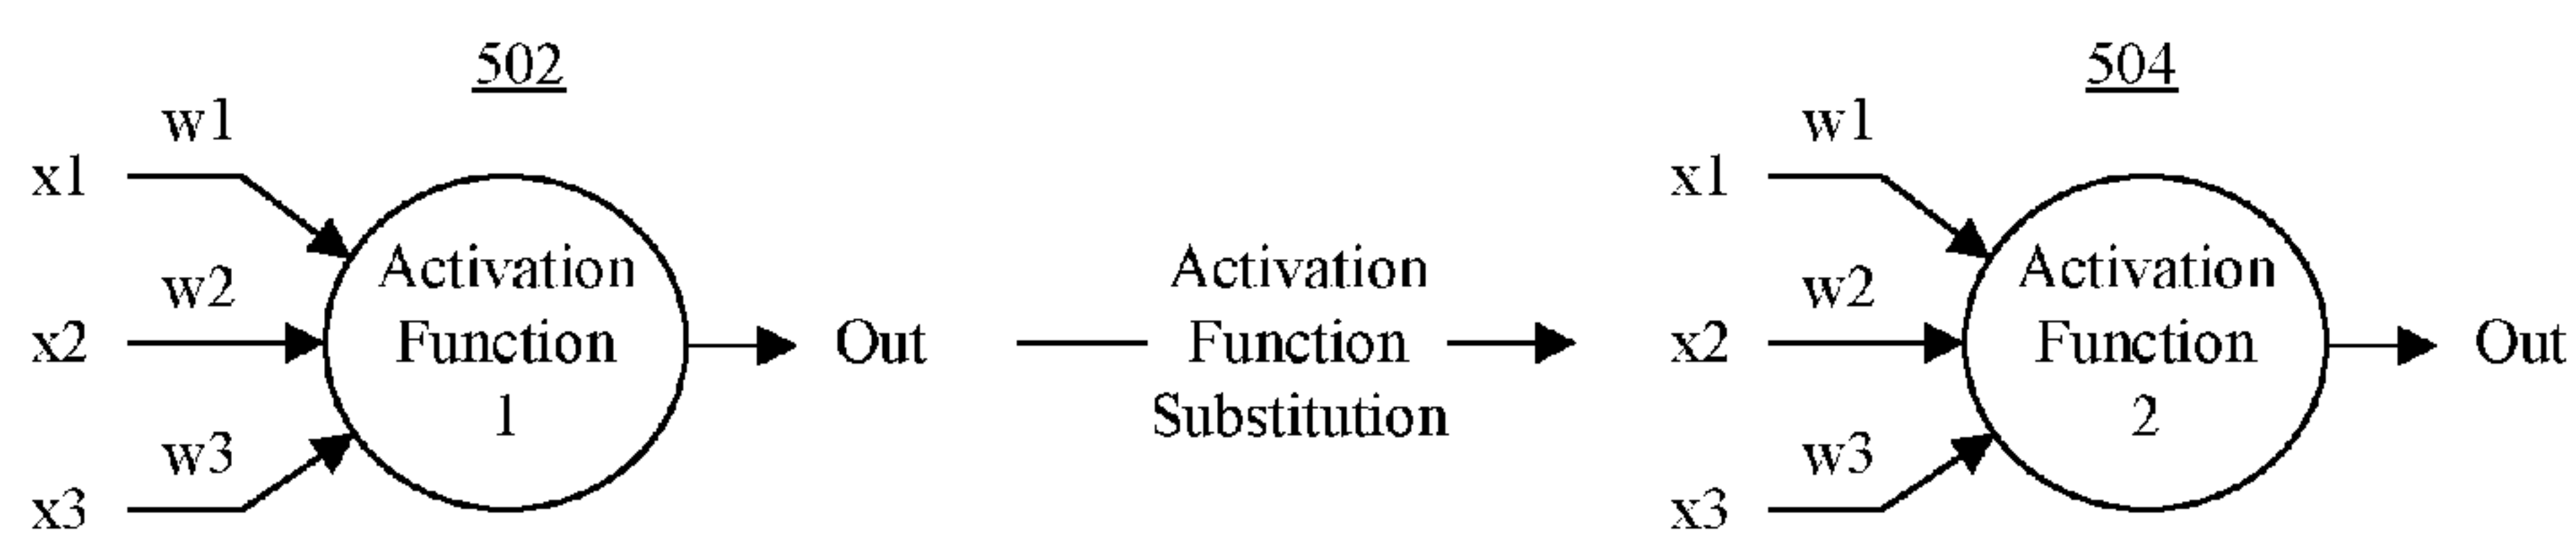 502
w1
x1
w2
x2
w3
x3
Activation
Function
1
Out
Activation
Function
Substitution
504
w1
x1
w2
x2
w3
x3
Activation
Function
2
Out